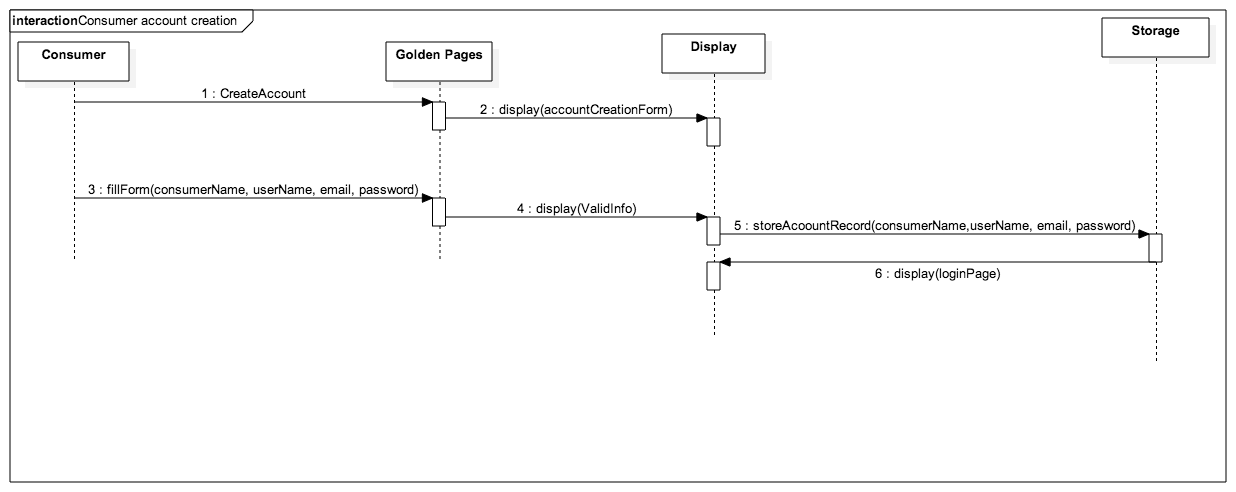 interactionConsumer account creation
Consumer
Golden Pages
Display
Storage
1 : CreateAccount
2 : display(accountCreationForm)
3 : fillForm(consumerName, userName, email, password)
4 : display(ValidInfo)
5 : storeAcoountRecord(consumerName,userName, email, password)
6 : display(loginPage)